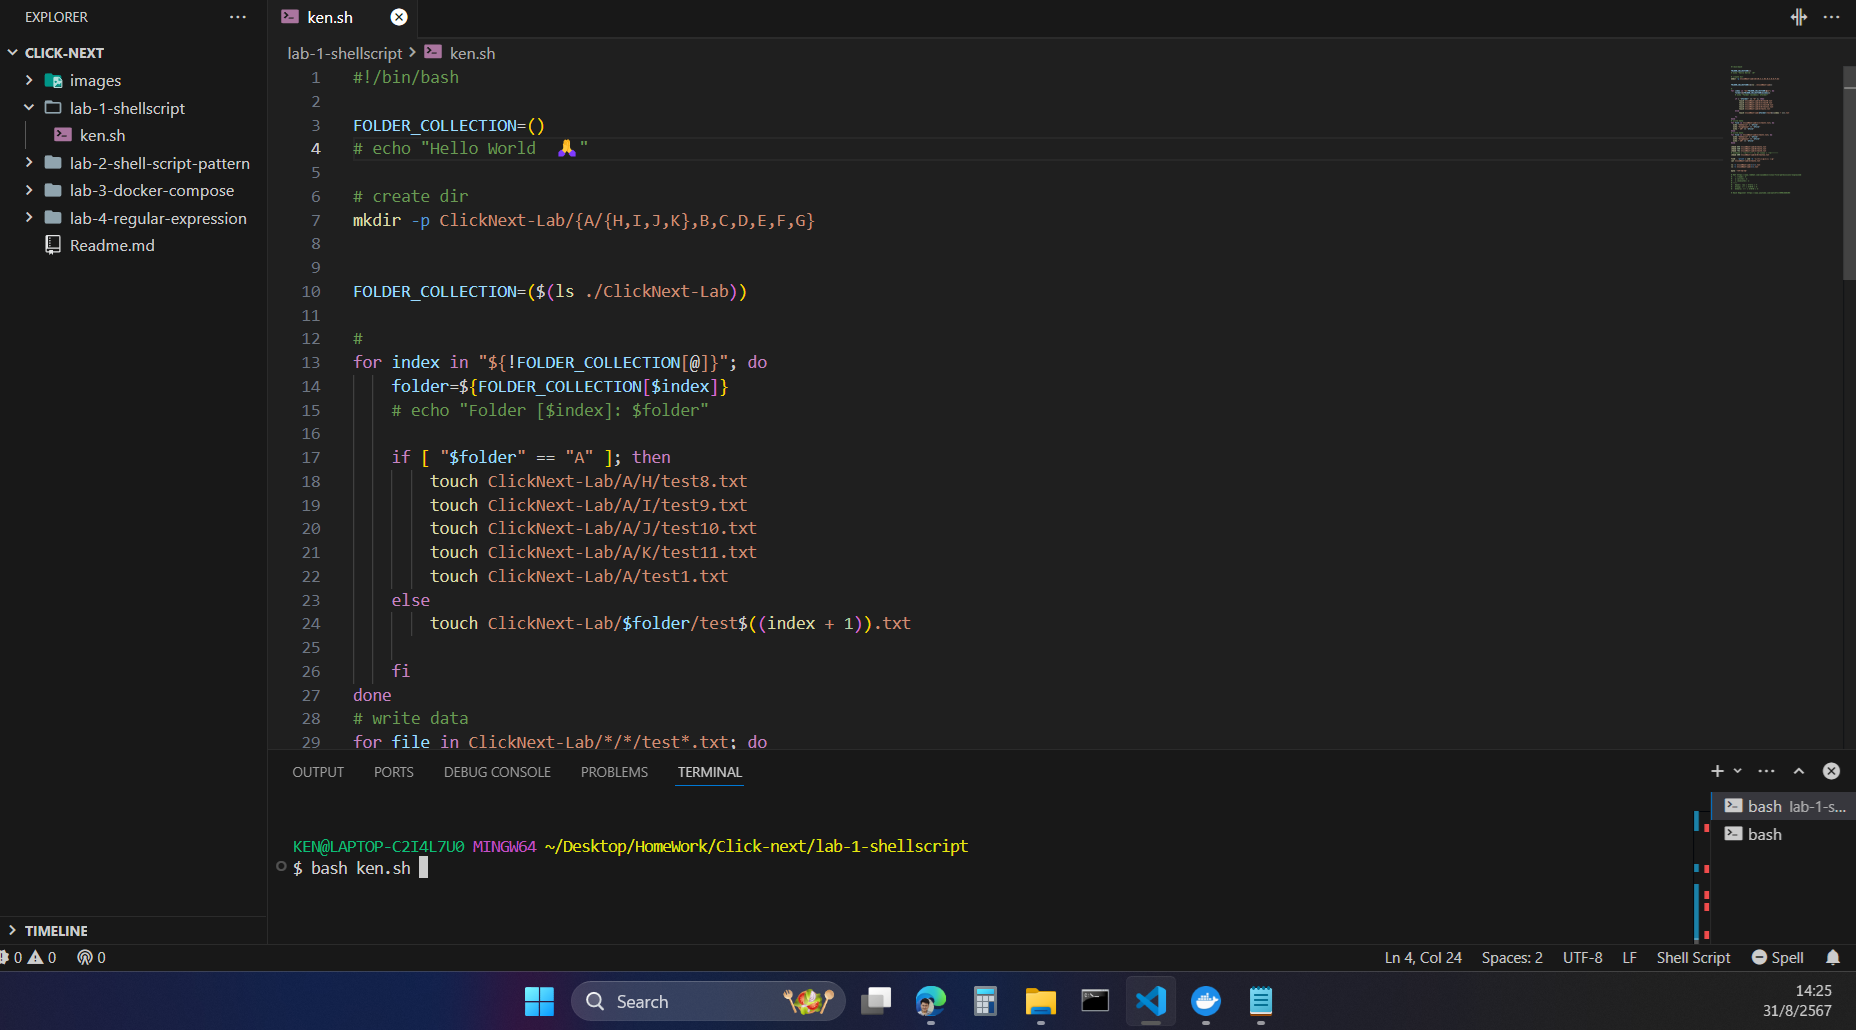 EXPLORER
CLICK-NEXT
images
lab-1-shellscript
ken.sh
lab-2-shell-script-pattern
lab-3-docker-compose
lab-4-regular-expression
Readme.md
TIMELINE
ken.sh
lab-1-shellscript > ken.sh
1 #!/bin/bash
2
3 FOLDER_COLLECTION=()
4 # echo "Hello World 🙏"
5
6 # create dir
7 mkdir -p ClickNext-Lab/{A/{H,I,J,K},B,C,D,E,F,G}
8
9
10 FOLDER_COLLECTION=($(ls ./ClickNext-Lab))
11
12 #
13 for index in "${!FOLDER_COLLECTION[@]}"; do
14 folder=${FOLDER_COLLECTION[$index]}
15 # echo "Folder [$index]: $folder"
16
17 if [ "$folder" == "A" ]; then
18 touch ClickNext-Lab/A/H/test8.txt
19 touch ClickNext-Lab/A/I/test9.txt
20 touch ClickNext-Lab/A/J/test10.txt
21 touch ClickNext-Lab/A/K/test11.txt
22 touch ClickNext-Lab/A/test1.txt
23 else
24 touch ClickNext-Lab/$folder/test$((index + 1)).txt
25
26 fi
27 done
28 # write data
29 for file in ClickNext-Lab/*/*/test*.txt; do
OUTPUT PORTS DEBUG CONSOLE PROBLEMS TERMINAL
bash lab-1-s...
bash
KEN@LAPTOP-C2I4L7U0 MINGW64 ~/Desktop/HomeWork/Click-next/lab-1-shellscript
$ bash ken.sh
0 0 0
Ln 4, Col 24 Spaces: 2 UTF-8 LF Shell Script Spell
Search
14:25
31/8/2567